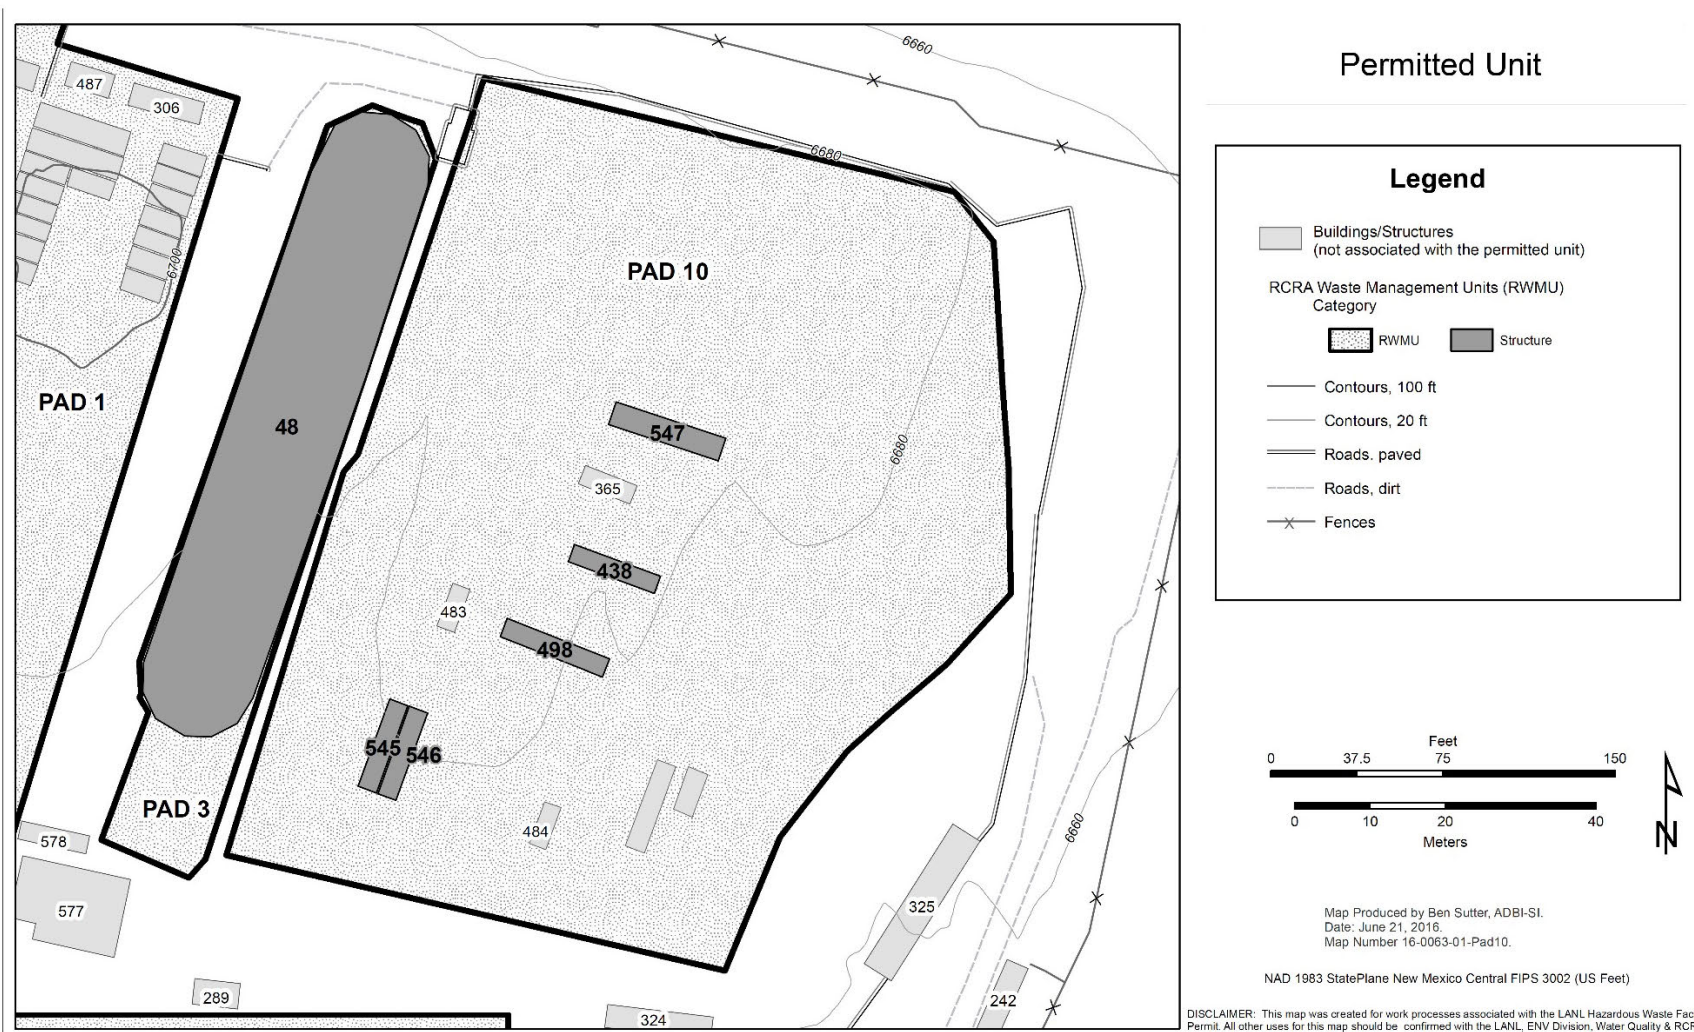 Permitted Unit
Legend
Buildings/Structures
(not associated with the permitted unit)
RCRA Waste Management Units (RWMU)
Category
RWMU
Structure
Contours, 100 ft
Contours, 20 ft
Roads. paved
Roads, dirt
Fences
6660
487
306
6680
6700
PAD 10
PAD 1
48
547
6680
365
438
483
498
545
546
PAD 3
484
578
577
325
6660
289
324
242
Feet
0 37.5 75 150
0 10 20 40
Meters
N
Map Produced by Ben Sutter, ADBI-SI.
Date: June 21, 2016.
Map Number 16-0063-01-Pad10.
NAD 1983 StatePlane New Mexico Central FIPS 3002 (US Feet)
DISCLAIMER: This map was created for work processes associated with the LANL Hazardous Waste Fac
Permit. All other uses for this map should be confirmed with the LANL, ENV Division, Water Quality & RCR